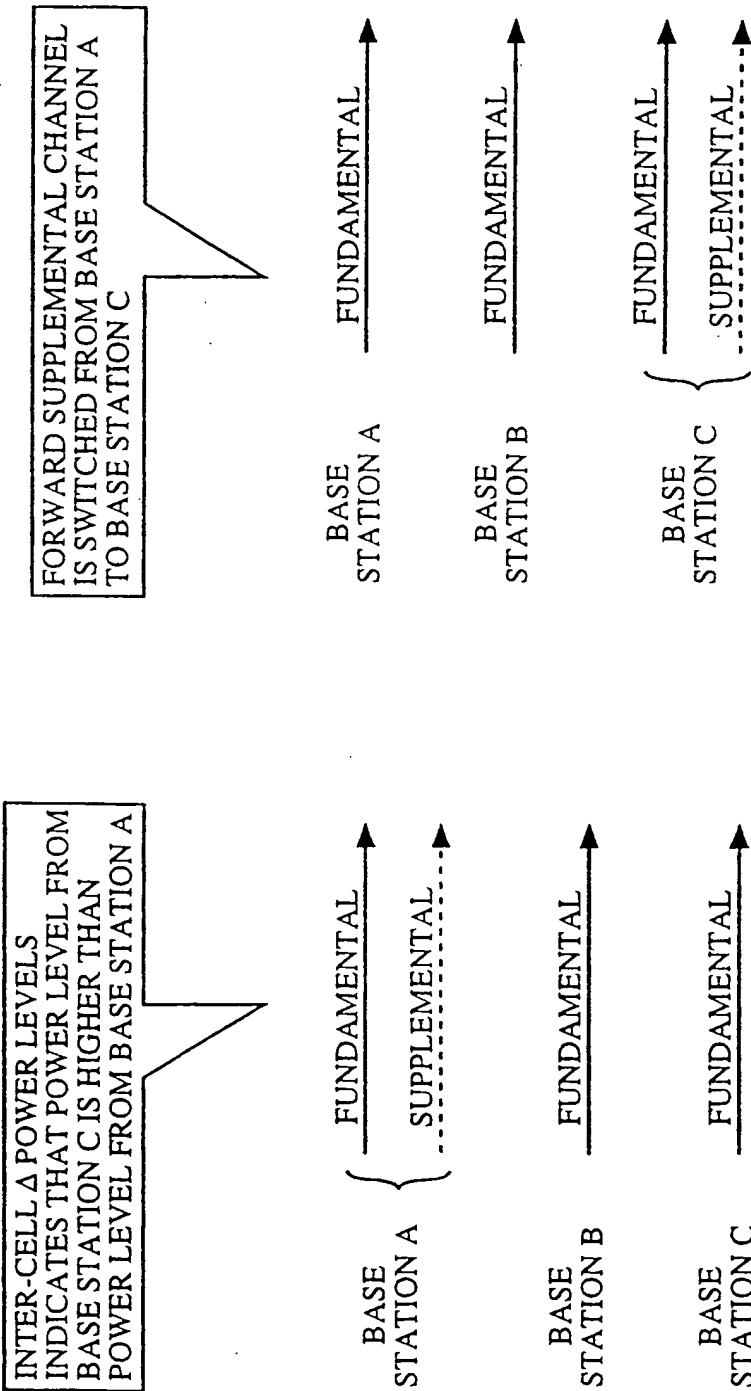 INTER-CELL Δ POWER LEVELS
INDICATES THAT POWER LEVEL FROM
BASE STATION C IS HIGHER THAN
POWER LEVEL FROM BASE STATION A
BASE
STATION A
FUNDAMENTAL
SUPPLEMENTAL
BASE
STATION B
FUNDAMENTAL
BASE
STATION C
FUNDAMENTAL
FORWARD SUPPLEMENTAL CHANNEL
IS SWITCHED FROM BASE STATION A
TO BASE STATION C
BASE
STATION A
FUNDAMENTAL
BASE
STATION B
FUNDAMENTAL
BASE
STATION C
FUNDAMENTAL
SUPPLEMENTAL